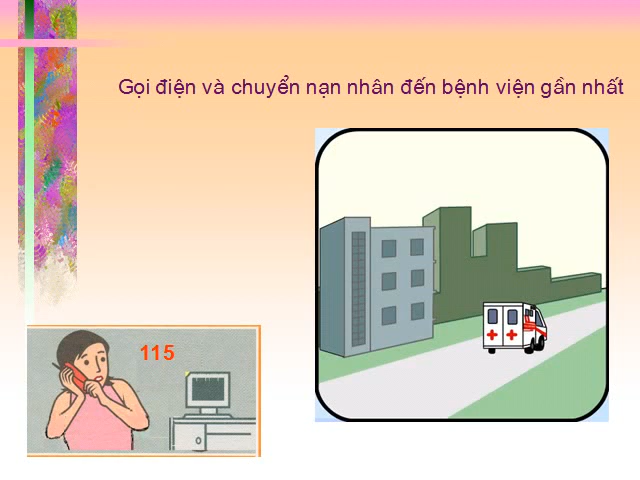 Gọi điện và chuyển nạn nhân đến bệnh viện gần nhất
115